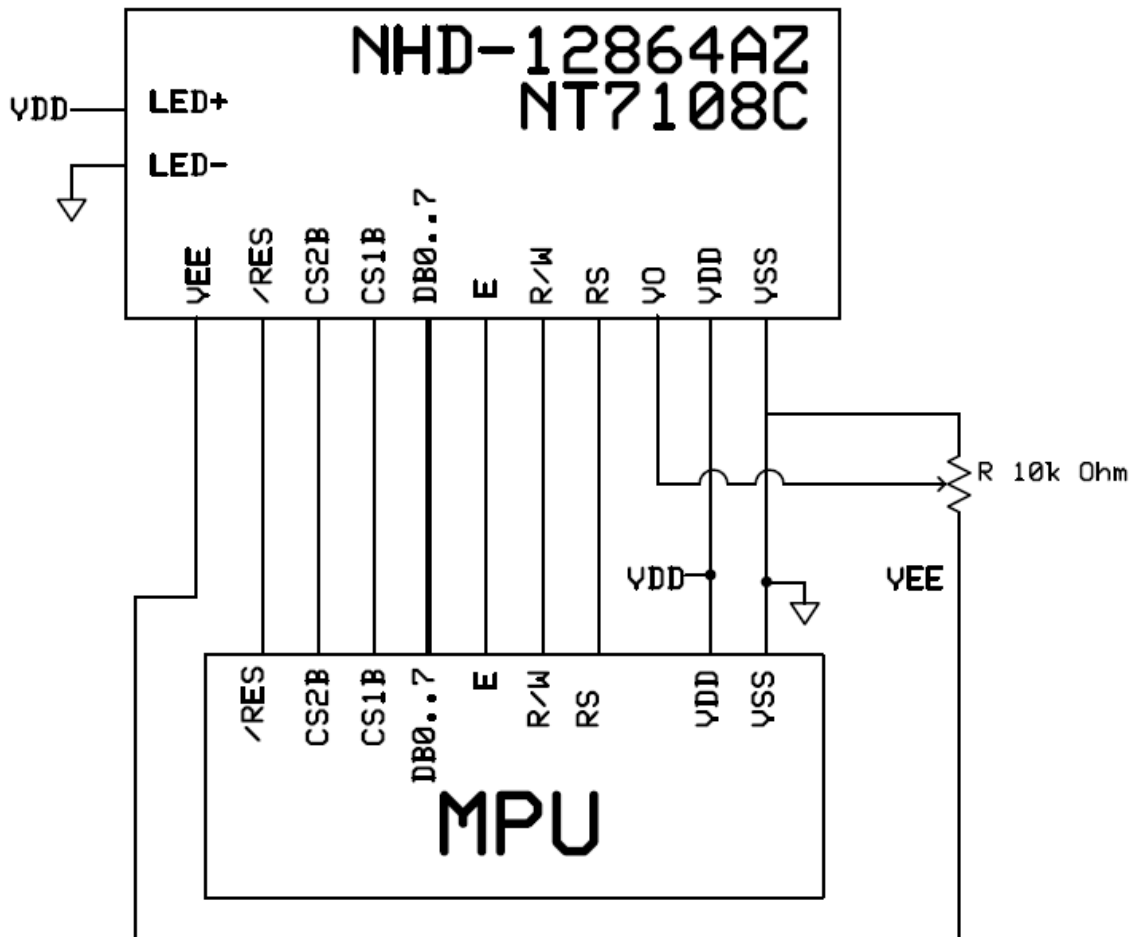 NHD-12864AZ
NT7108C
VDD
LED+
LED-
VEE
/RES
CS2B
CS1B
DB0..7
E
R/W
RS
VO
VDD
VSS
R 10k Ohm
VDD
VEE
/RES
CS2B
CS1B
DB0..7
E
R/W
RS
VDD
VSS
MPU